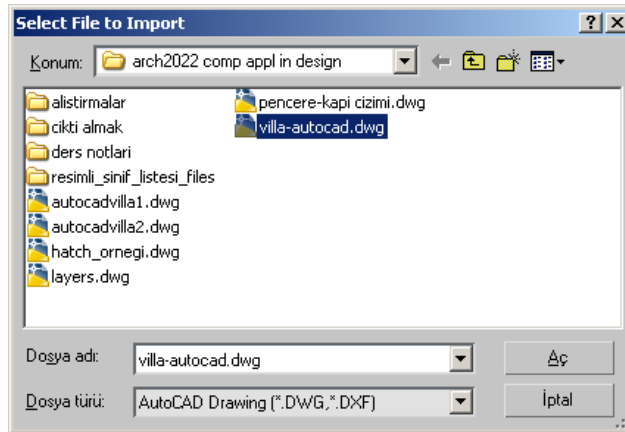 Select File to Import
Konum: arch2022 comp appl in design
alistirmalar
cikti almak
ders notlari
resimli_sinif_listesi_files
autocadvilla1.dwg
autocadvilla2.dwg
hatch_ornegi.dwg
layers.dwg
pencere-kapi cizimi.dwg
villa-autocad.dwg
Dosya adı: villa-autocad.dwg Aç
Dosya türü: AutoCAD Drawing (*.DWG,*.DXF) İptal